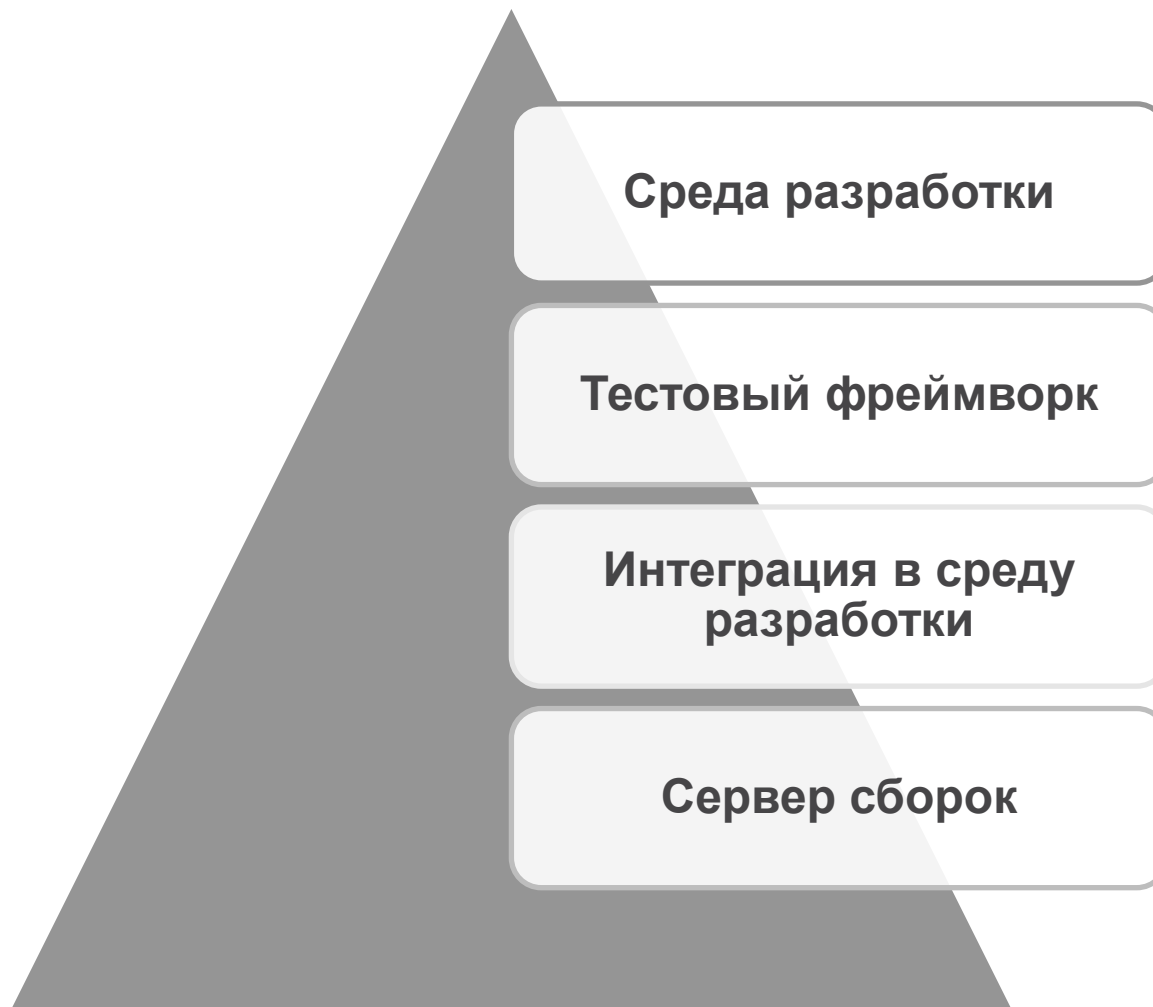 Среда разработки
Тестовый фреймворк
Интеграция в среду
разработки
Сервер сборок